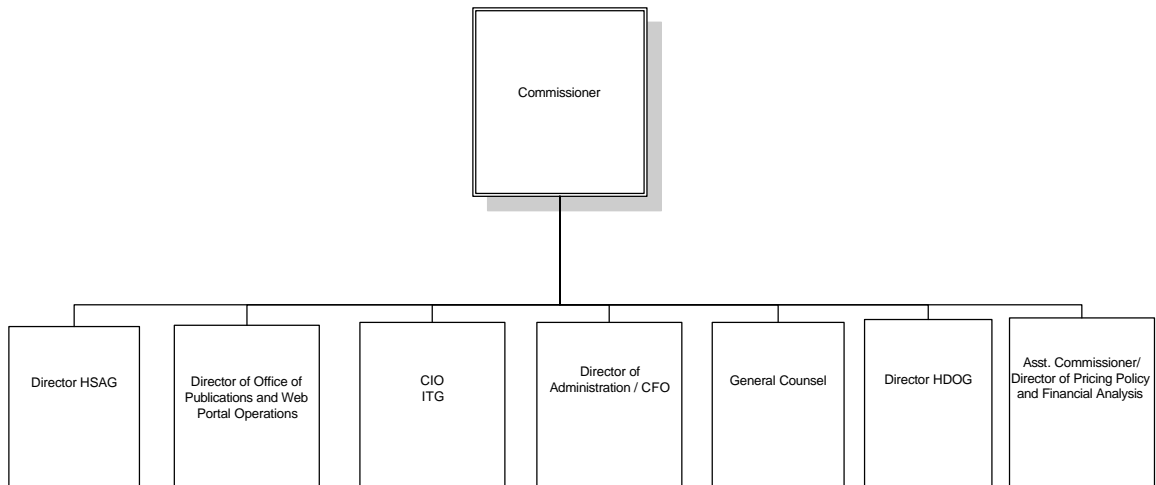 Commissioner
Director HSAG
Director of Office of
Publications and Web
Portal Operations
CIO
ITG
Director of
Administration / CFO
General Counsel
Director HDOG
Asst. Commissioner/
Director of Pricing Policy
and Financial Analysis